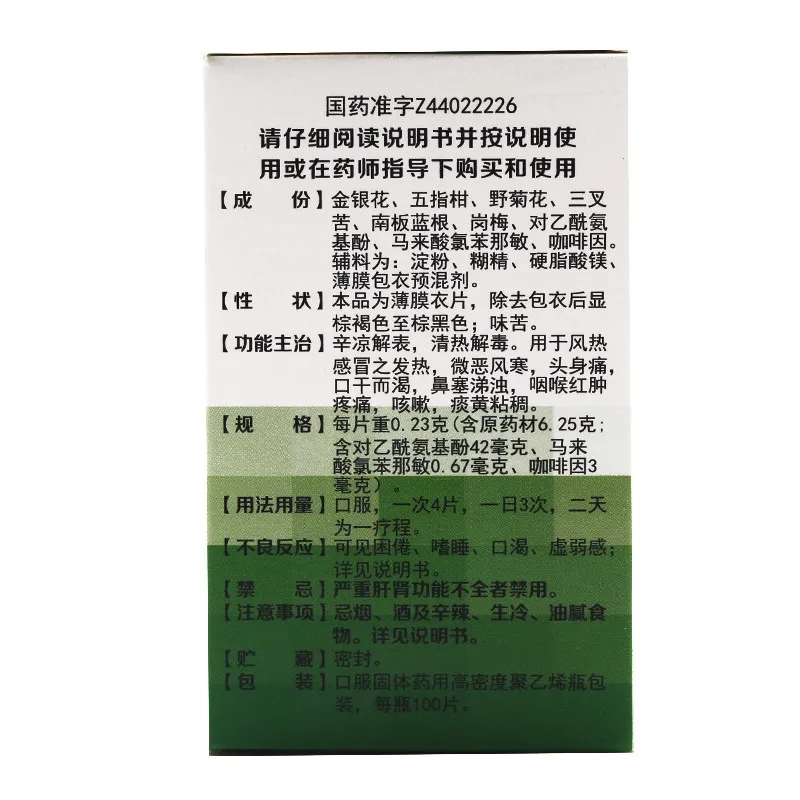 国药准字Z44022226
请仔细阅读说明书并按说明使
用或在药师指导下购买和使用
【成　份】金银花、五指柑、野菊花、三叉
苦、南板蓝根、岗梅、对乙酰氨
基酚、马来酸氯苯那敏、咖啡因。
辅料为：淀粉、糊精、硬脂酸镁、
薄膜包衣预混剂。
【性　状】本品为薄膜衣片，除去包衣后显
棕褐色至棕黑色；味苦。
【功能主治】辛凉解表，清热解毒。用于风热
感冒之发热，微恶风寒，头身痛，
口干而渴，鼻塞涕浊，咽喉红肿
疼痛，咳嗽，痰黄粘稠。
【规　格】每片重0.23克(含原药材6.25克;
含对乙酰氨基酚42毫克、马来
酸氯苯那敏0.67毫克、咖啡因3
毫克）。
【用法用量】口服，一次4片，一日3次，二天
为一疗程。
【不良反应】可见困倦、嗜睡、口渴、虚弱感；
详见说明书。
【禁　忌】严重肝肾功能不全者禁用。
【注意事项】忌烟、酒及辛辣、生冷、油腻食
物。详见说明书。
【贮　藏】密封。
【包　装】口服固体药用高密度聚乙烯瓶包
装，每瓶100片。